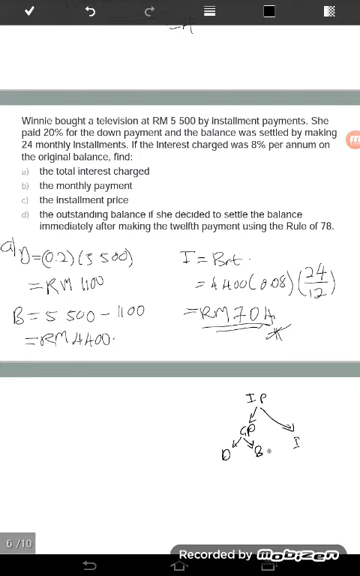 Winnie bought a television at RM 5 500 by installment payments. She
paid 20% for the down payment and the balance was settled by making
24 monthly Installments. If the Interest charged was 8% per annum on
the original balance, find:
a) the total interest charged
b) the monthly payment
c) the installment price
d) the outstanding balance if she decided to settle the balance
immediately after making the twelfth payment using the Rule of 78.
a) D=(0.2)(5 500)
=RM 1100
B= 5 500 - 1100
=RM 4400.
I = Brt.
=4400(0.08)(24/12)
=RM 704
IP
CP
I
D
B
6 / 10
Recorded by Mobizen